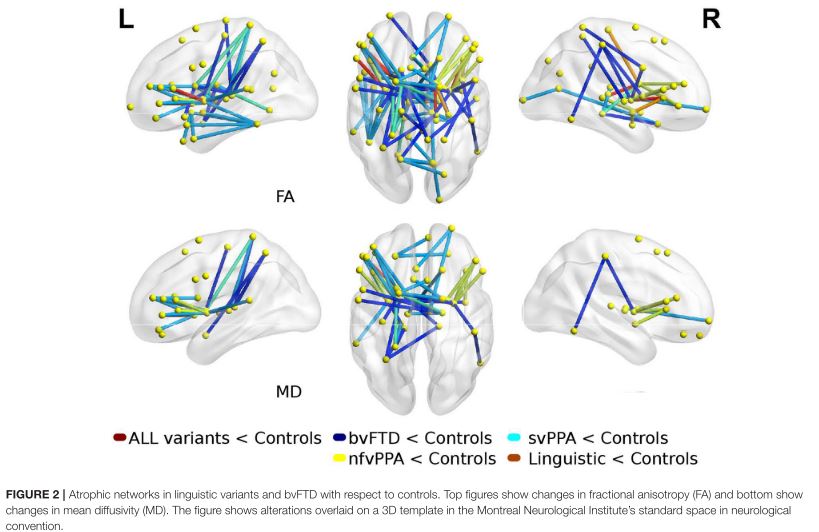 L R
FA
MD
ALL variants < Controls bvFTD < Controls svPPA < Controls
nfvPPA < Controls Linguistic < Controls
FIGURE 2 | Atrophic networks in linguistic variants and bvFTD with respect to controls. Top figures show changes in fractional anisotropy (FA) and bottom show
changes in mean diffusivity (MD). The figure shows alterations overlaid on a 3D template in the Montreal Neurological Institute's standard space in neurological
convention.